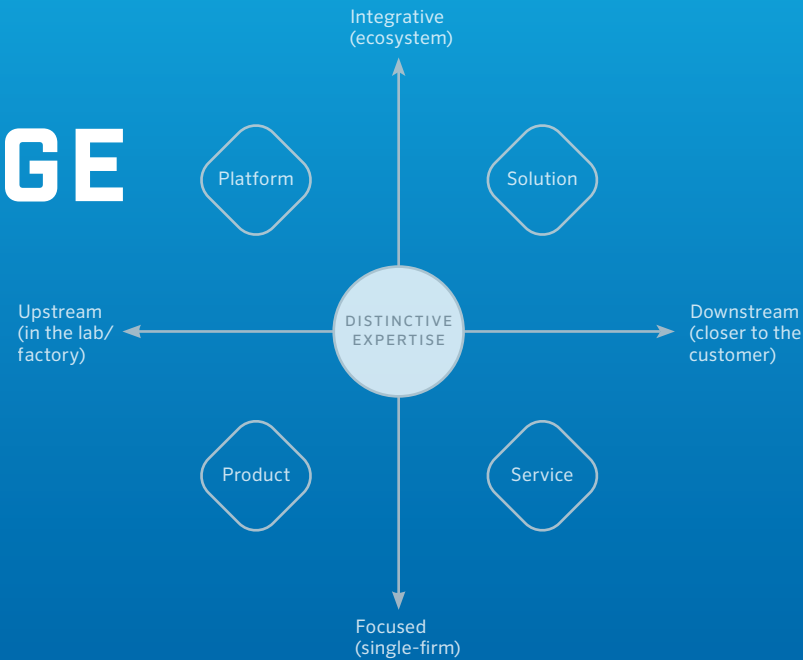 Integrative
(ecosystem)
GE
Platform
Solution
Upstream
(in the lab/
factory)
DISTINCTIVE
EXPERTISE
Downstream
(closer to the
customer)
Product
Service
Focused
(single-firm)